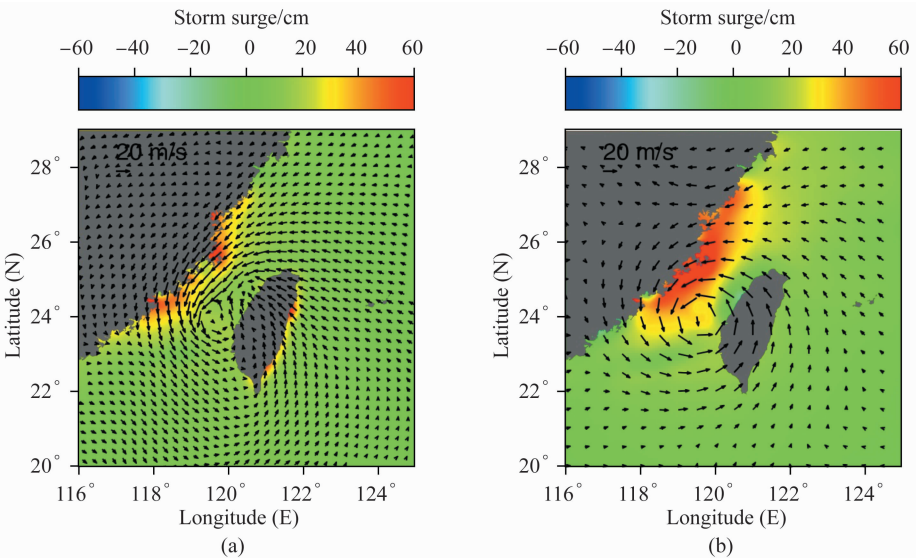 Storm surge/cm
−60 −40 −20 0 20 40 60
20 m/s
28°
26°
24°
22°
20°
Latitude (N)
116° 118° 120° 122° 124°
Longitude (E)
(a)
Storm surge/cm
−60 −40 −20 0 20 40 60
20 m/s
28°
26°
24°
22°
20°
Latitude (N)
116° 118° 120° 122° 124°
Longitude (E)
(b)